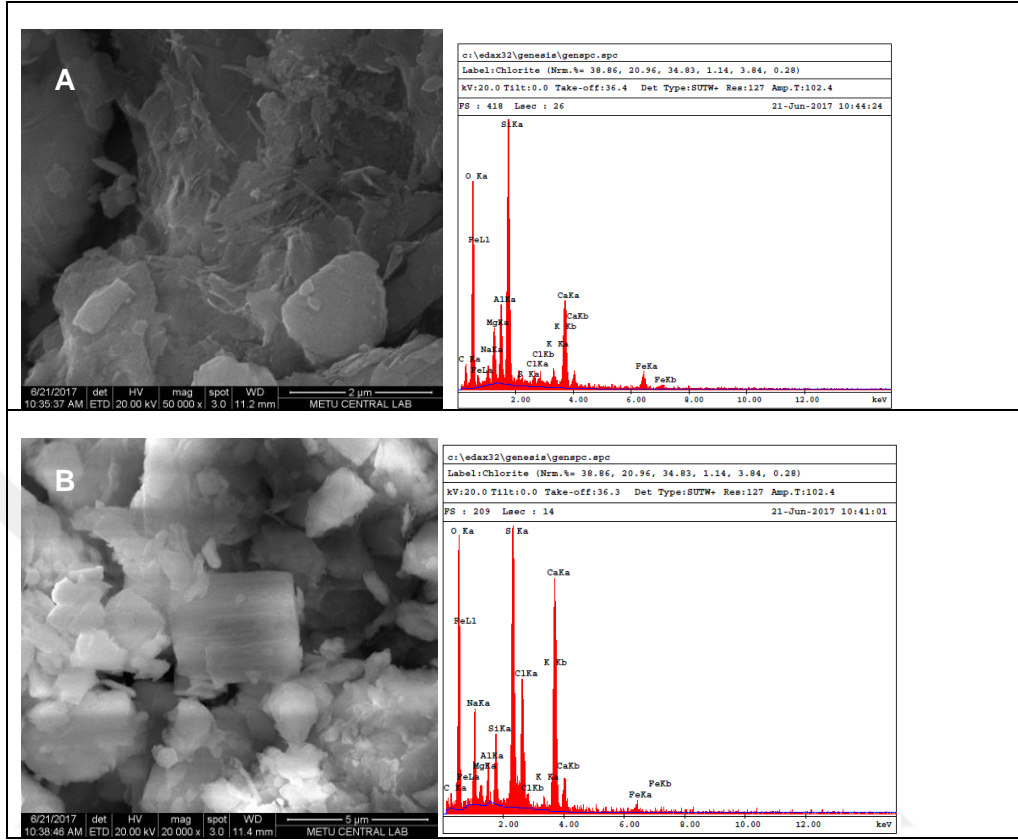 A
6/21/2017 det HV mag spot WD 2 µm
10:35:37 AM ETD 20.00 kV 50 000 x 3.0 11.2 mm METU CENTRAL LAB
c:\edax32\genesis\genspc.spc
Label:Chlorite (Nrm.%= 38.86, 20.96, 34.83, 1.14, 3.84, 0.28)
kV:20.0 Tilt:0.0 Take-off:36.4 Det Type:SUTW+ Res:127 Amp.T:102.4
FS : 418 Lsec : 26 21-Jun-2017 10:44:24
SiKa
O Ka
FeLl
AlKa
CaKa
MgKa
CaKb
K Kb
NaKa
K Ka
ClKb
C Ka
ClKa
FeKa
FeLa
S Ka
FeKb
2.00 4.00 6.00 8.00 10.00 12.00 keV
B
6/21/2017 det HV mag spot WD 5 µm
10:38:46 AM ETD 20.00 kV 20 000 x 3.0 11.4 mm METU CENTRAL LAB
c:\edax32\genesis\genspc.spc
Label:Chlorite (Nrm.%= 38.86, 20.96, 34.83, 1.14, 3.84, 0.28)
kV:20.0 Tilt:0.0 Take-off:36.3 Det Type:SUTW+ Res:127 Amp.T:102.4
FS : 209 Lsec : 14 21-Jun-2017 10:41:01
O Ka
S Ka
CaKa
FeLl
K Kb
ClKa
NaKa
SiKa
AlKa
MgKa
CaKb
FeLa
K Ka
FeKb
C Ka
ClKb
FeKa
2.00 4.00 6.00 8.00 10.00 12.00 keV